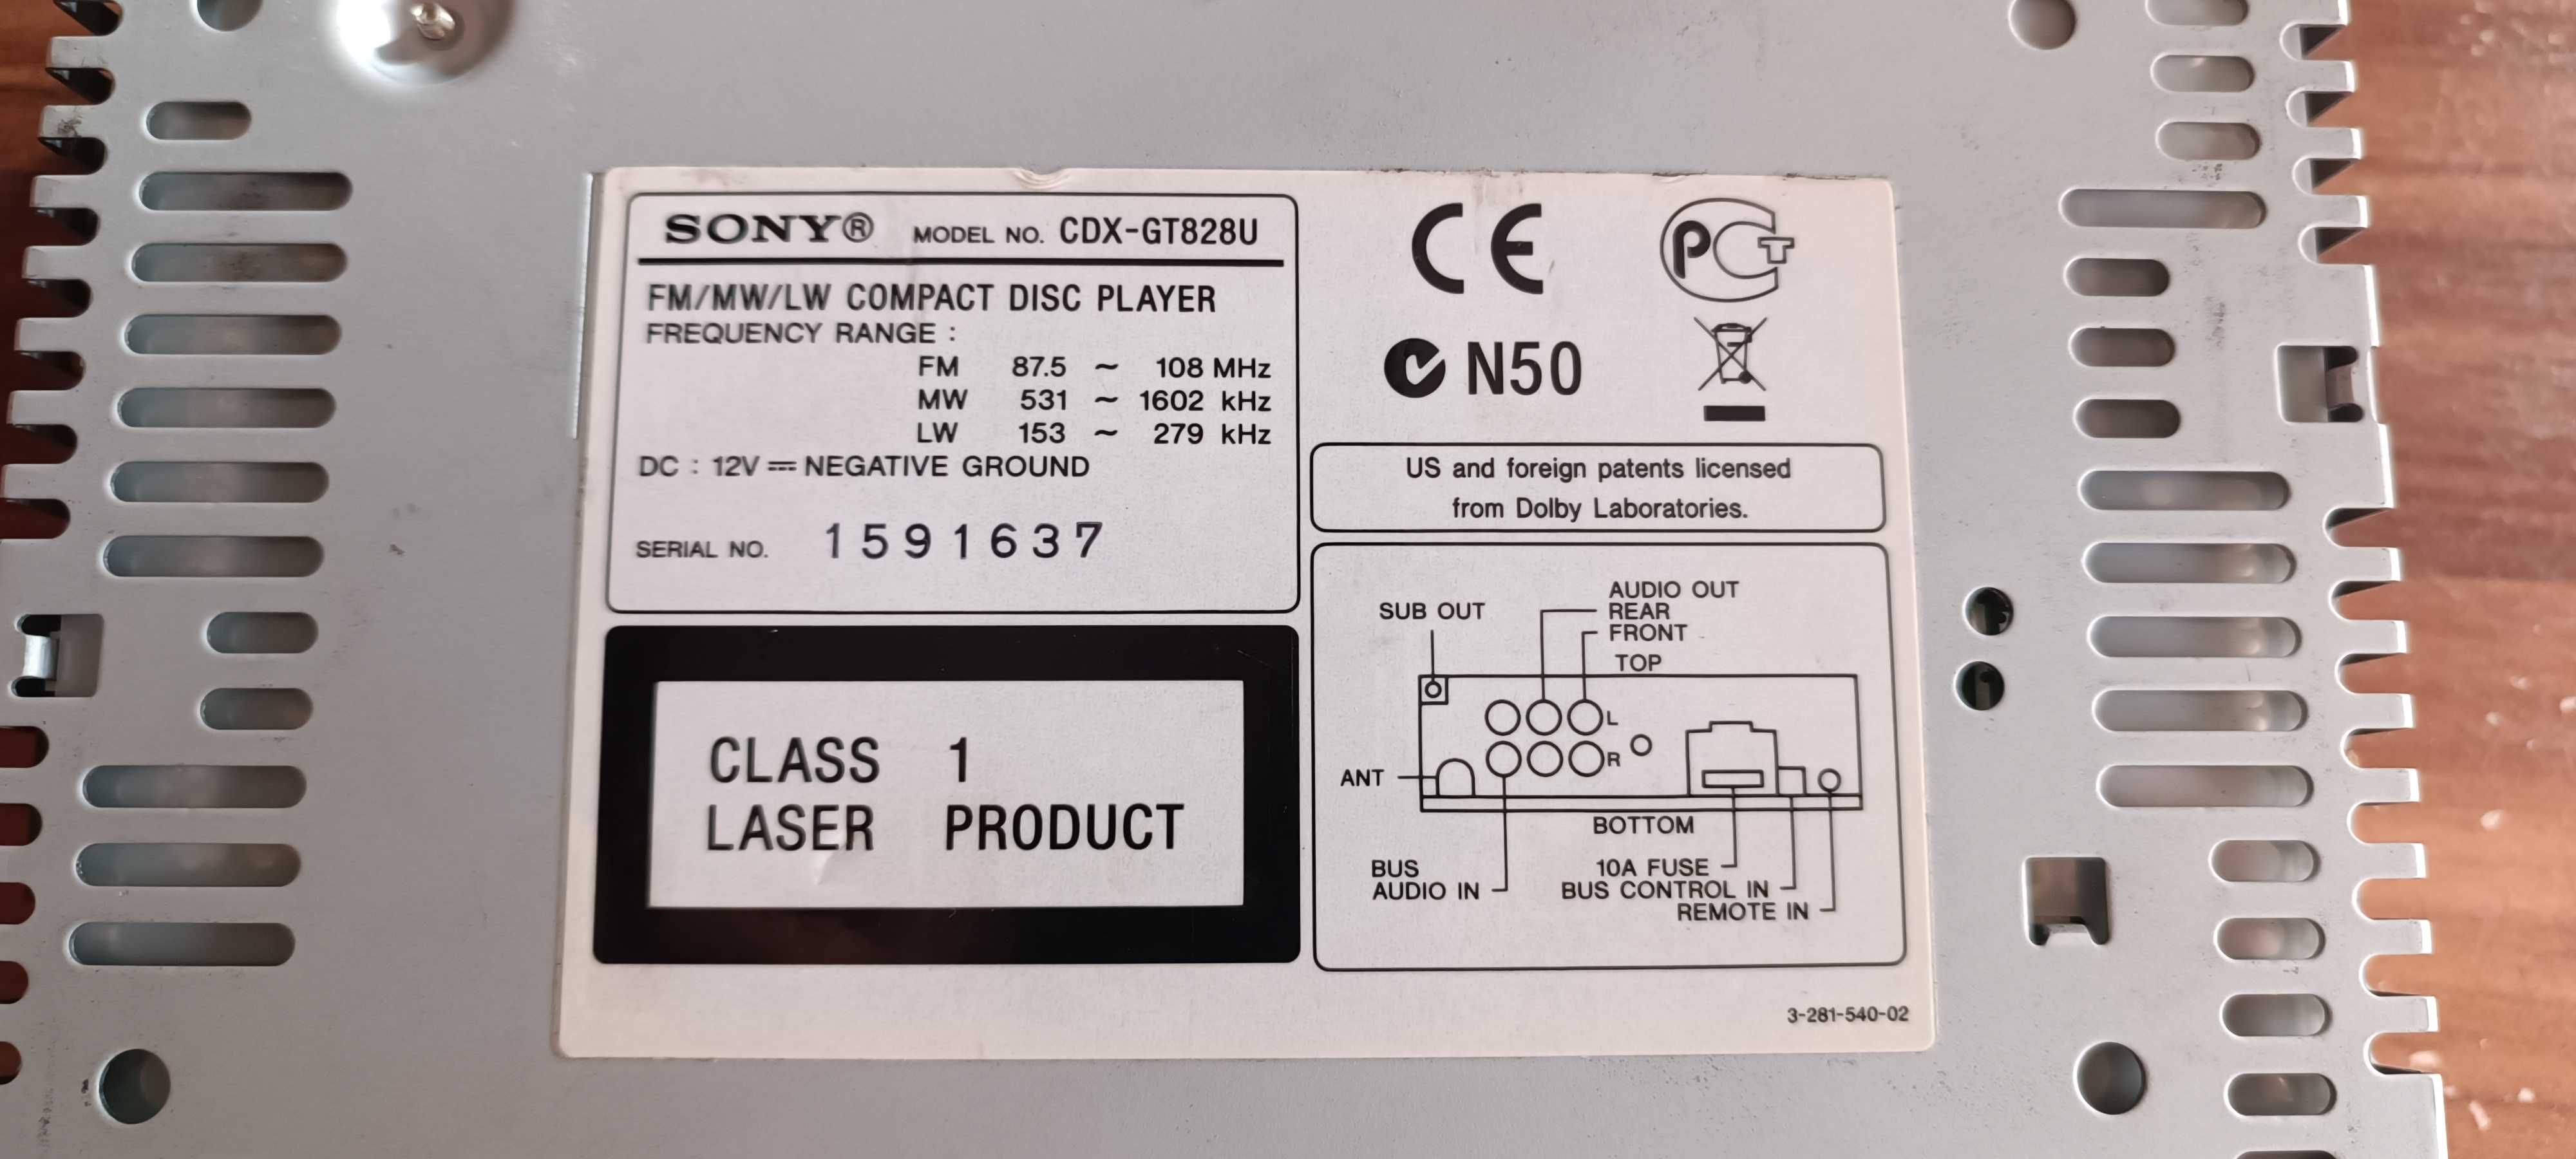 SONY® MODEL NO. CDX-GT828U
FM/MW/LW COMPACT DISC PLAYER
FREQUENCY RANGE :
FM 87.5 ~ 108 MHz
MW 531 ~ 1602 kHz
LW 153 ~ 279 kHz
DC : 12V ⎓ NEGATIVE GROUND
SERIAL NO. 1591637
CLASS 1
LASER PRODUCT
CE
PCT
N50
US and foreign patents licensed
from Dolby Laboratories.
AUDIO OUT
SUB OUT
REAR
FRONT
TOP
L
R
ANT
BOTTOM
BUS
AUDIO IN
10A FUSE
BUS CONTROL IN
REMOTE IN
3-281-540-02